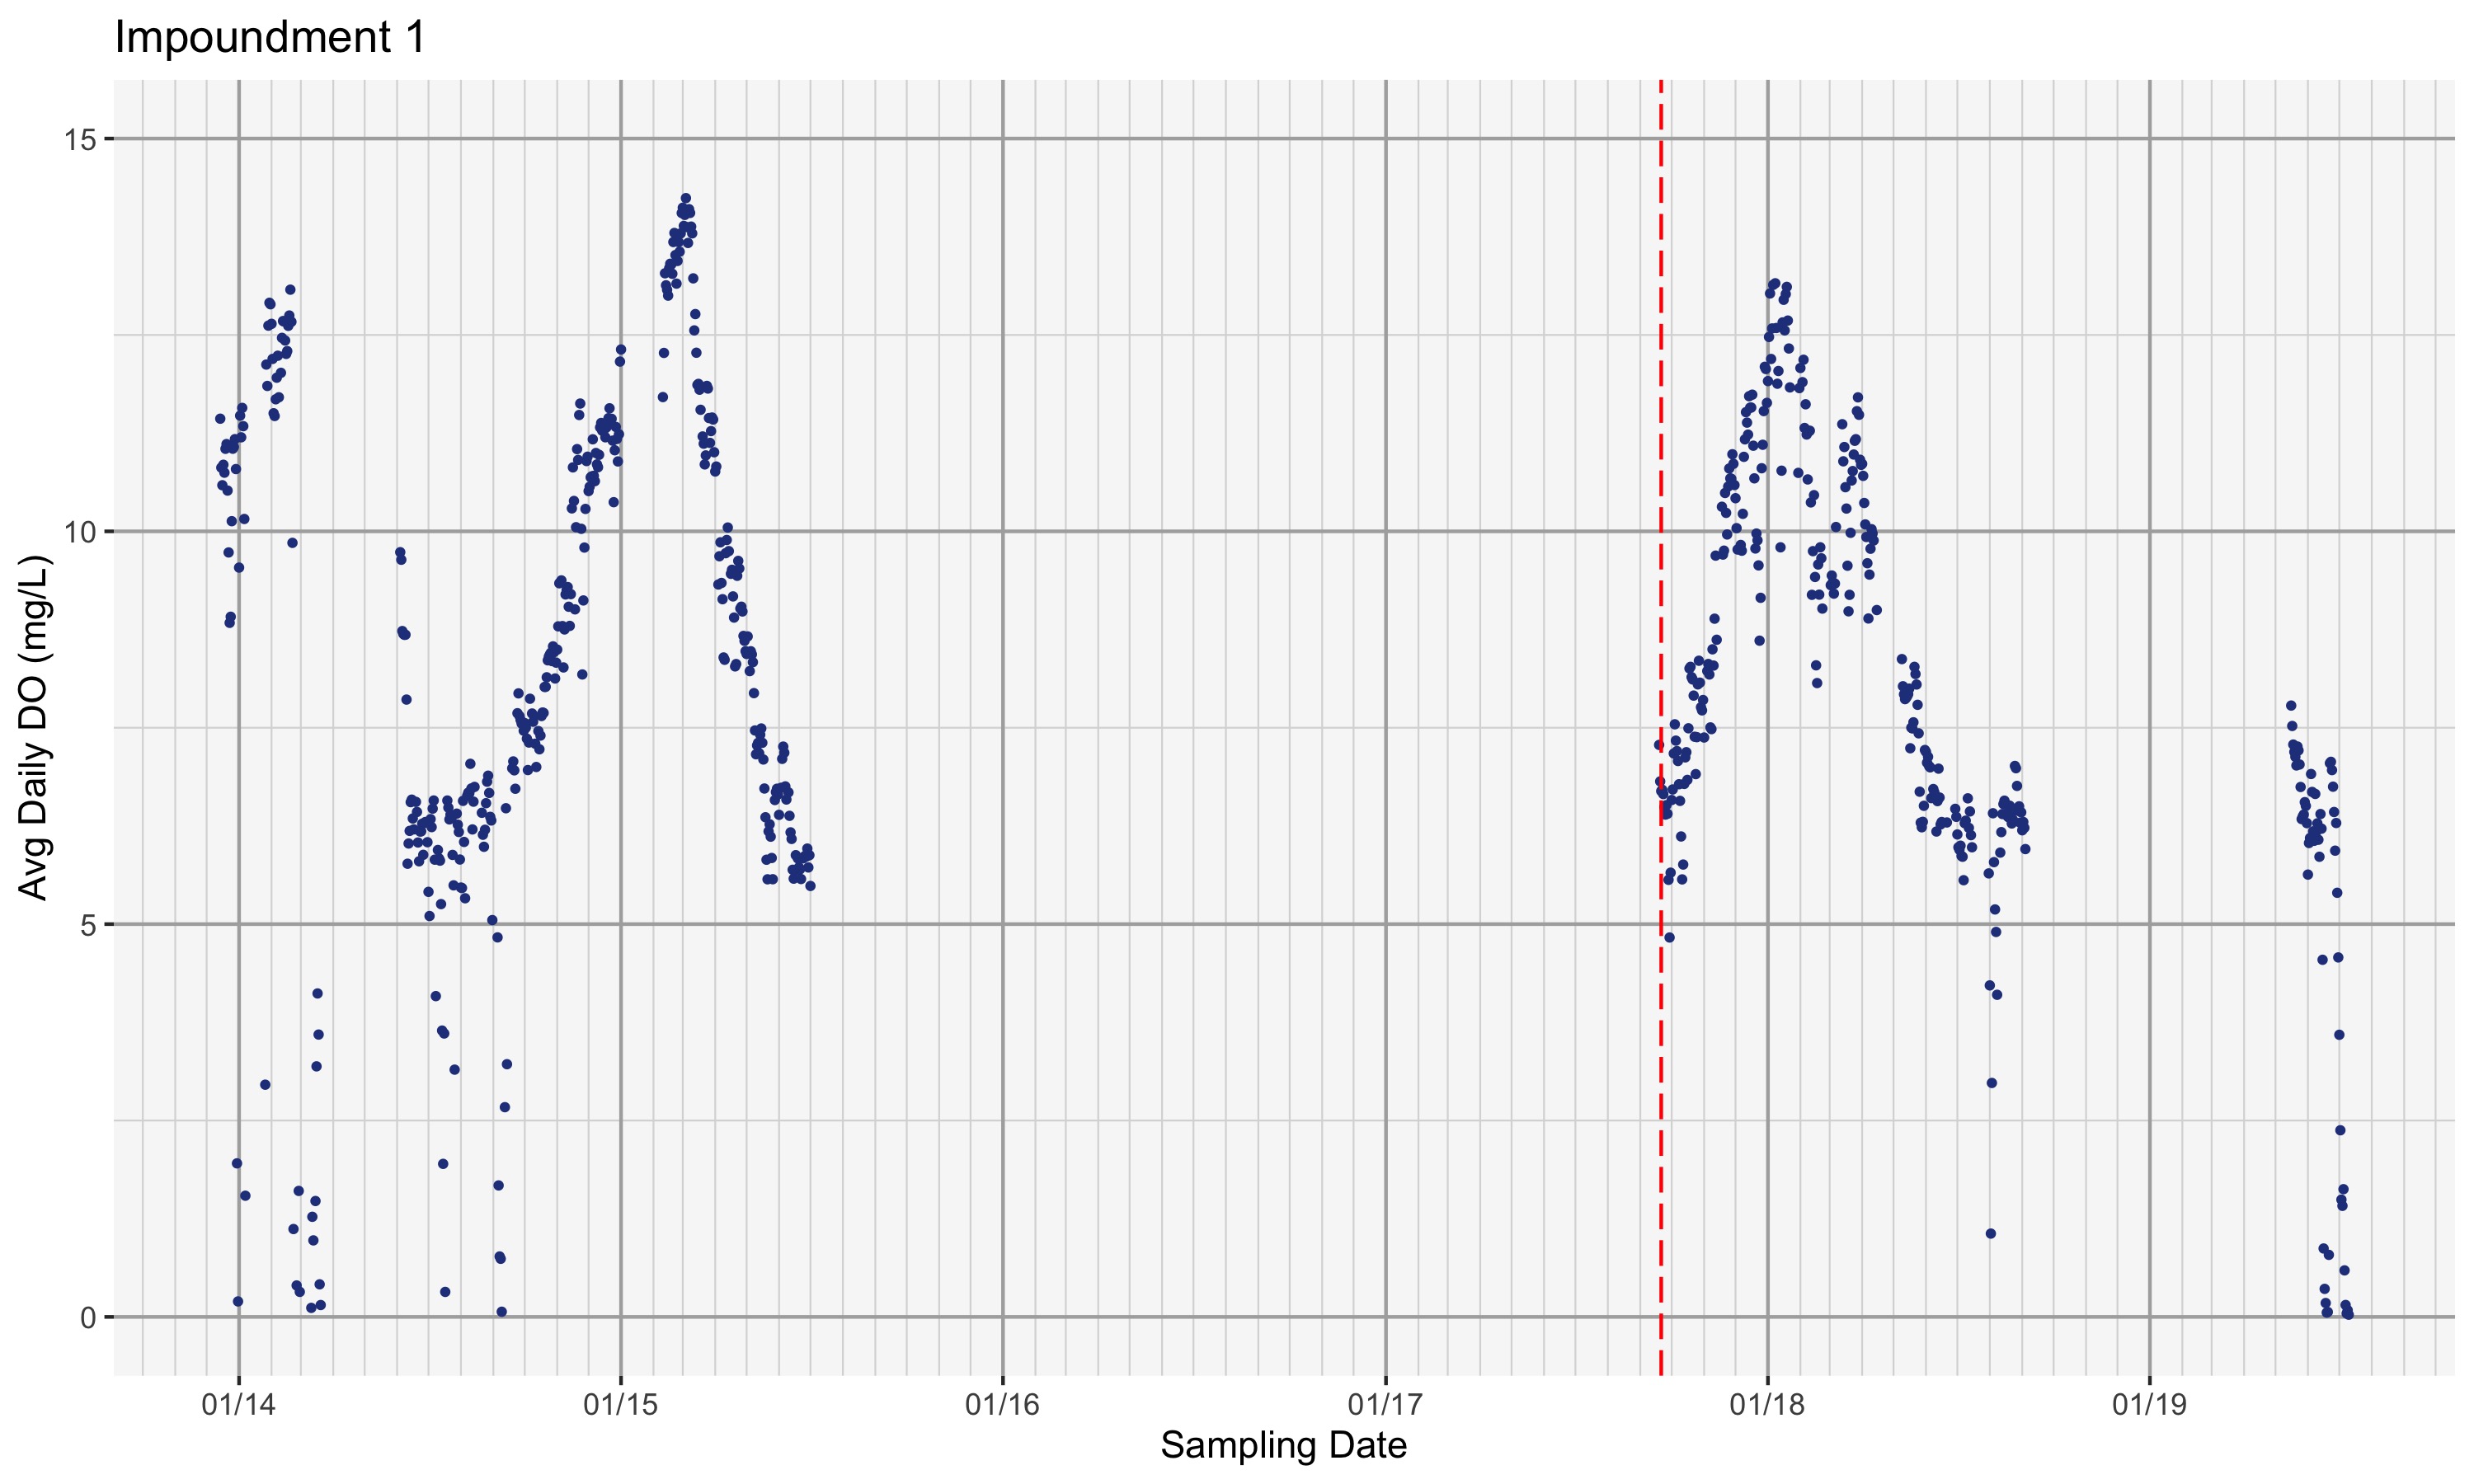 Impoundment 1
Avg Daily DO (mg/L)
15
10
5
0
01/14 01/15 01/16 01/17 01/18 01/19
Sampling Date